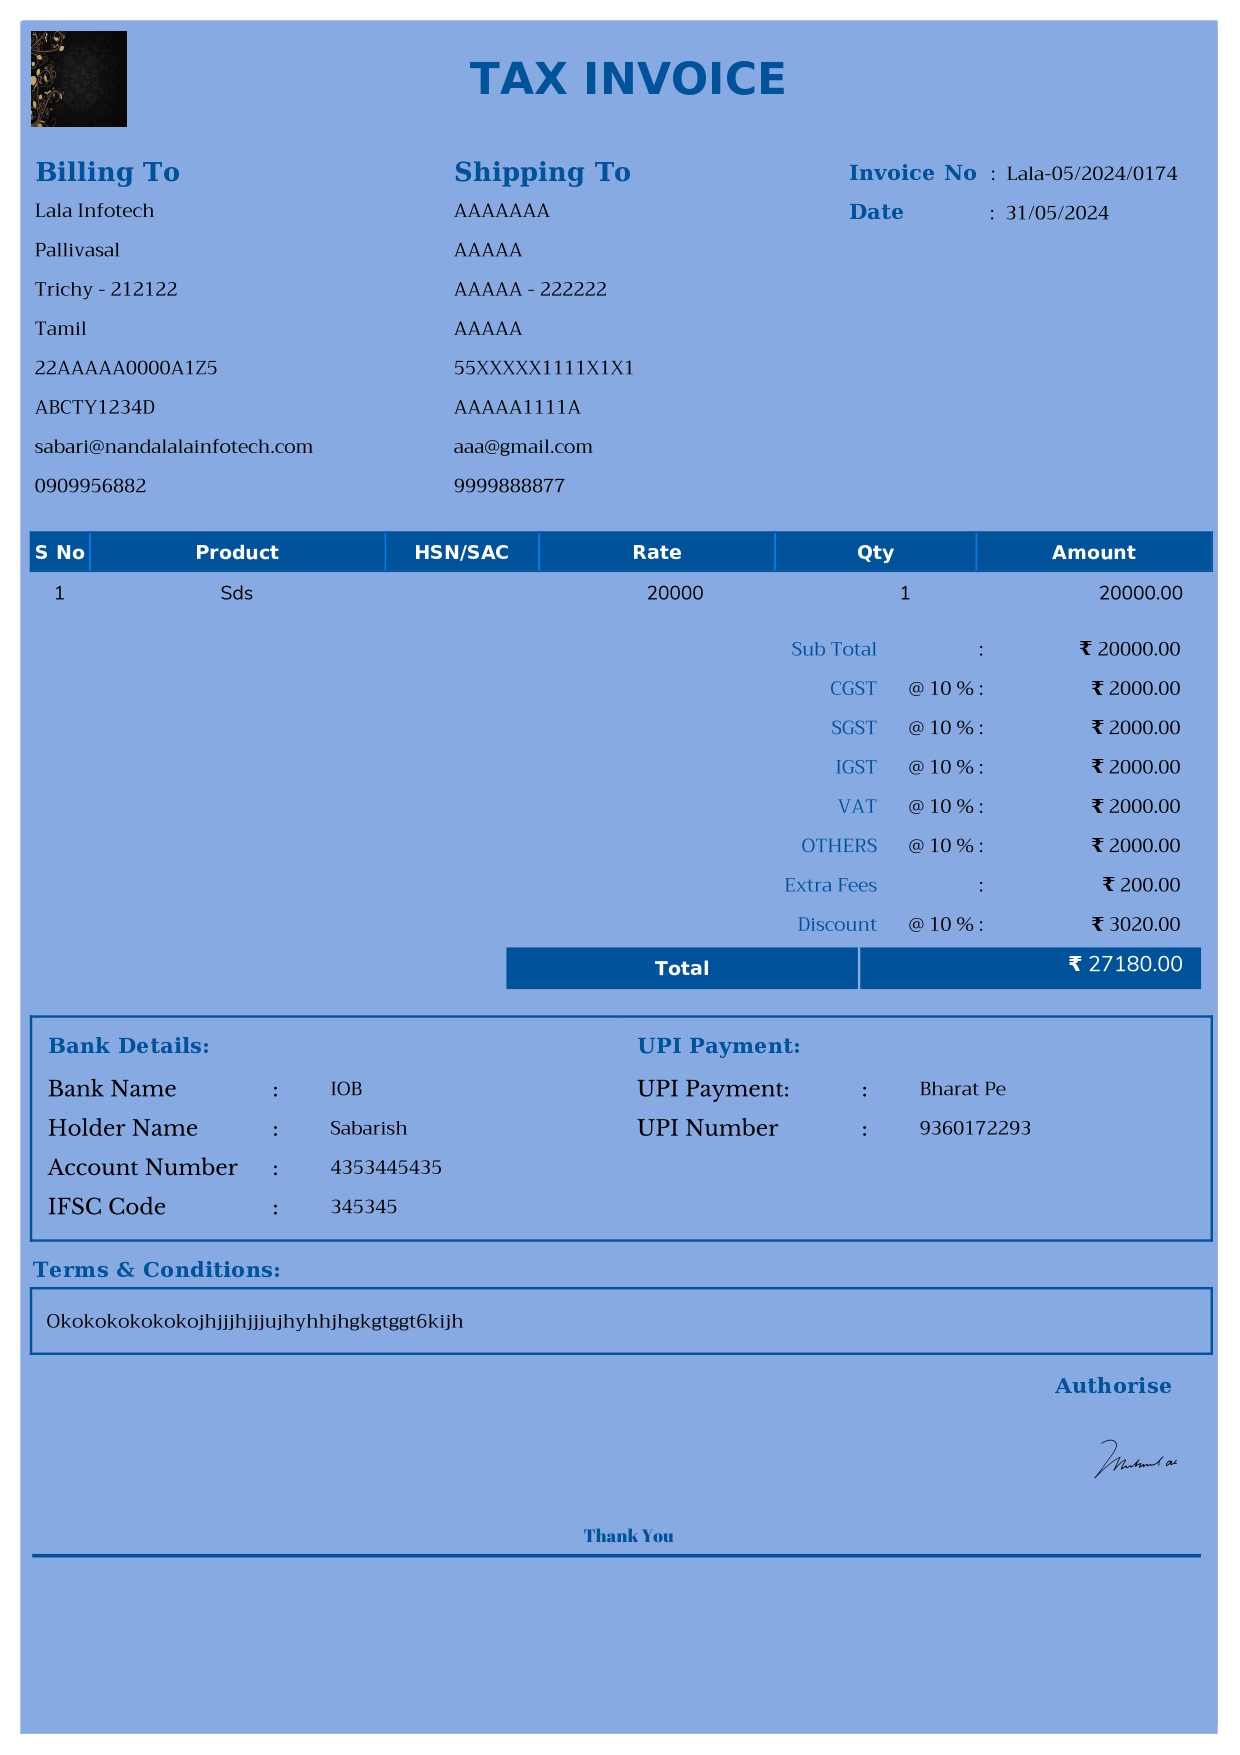 TAX INVOICE
Billing To
Lala Infotech
Pallivasal
Trichy - 212122
Tamil
22AAAAA0000A1Z5
ABCTY1234D
sabari@nandalalainfotech.com
0909956882
Shipping To
AAAAAAA
AAAAA
AAAAA - 222222
AAAAA
55XXXXX1111X1X1
AAAAA1111A
aaa@gmail.com
9999888877
Invoice No : Lala-05/2024/0174
Date : 31/05/2024
S No Product HSN/SAC Rate Qty Amount
1 Sds 20000 1 20000.00
Sub Total : ₹ 20000.00
CGST @ 10 % : ₹ 2000.00
SGST @ 10 % : ₹ 2000.00
IGST @ 10 % : ₹ 2000.00
VAT @ 10 % : ₹ 2000.00
OTHERS @ 10 % : ₹ 2000.00
Extra Fees : ₹ 200.00
Discount @ 10 % : ₹ 3020.00
Total ₹ 27180.00
Bank Details:
Bank Name : IOB
Holder Name : Sabarish
Account Number : 4353445435
IFSC Code : 345345
UPI Payment:
UPI Payment: : Bharat Pe
UPI Number : 9360172293
Terms & Conditions:
Okokokokokokojhjjjhjjjujhyhhjhgkgtggt6kijh
Authorise
Thank You